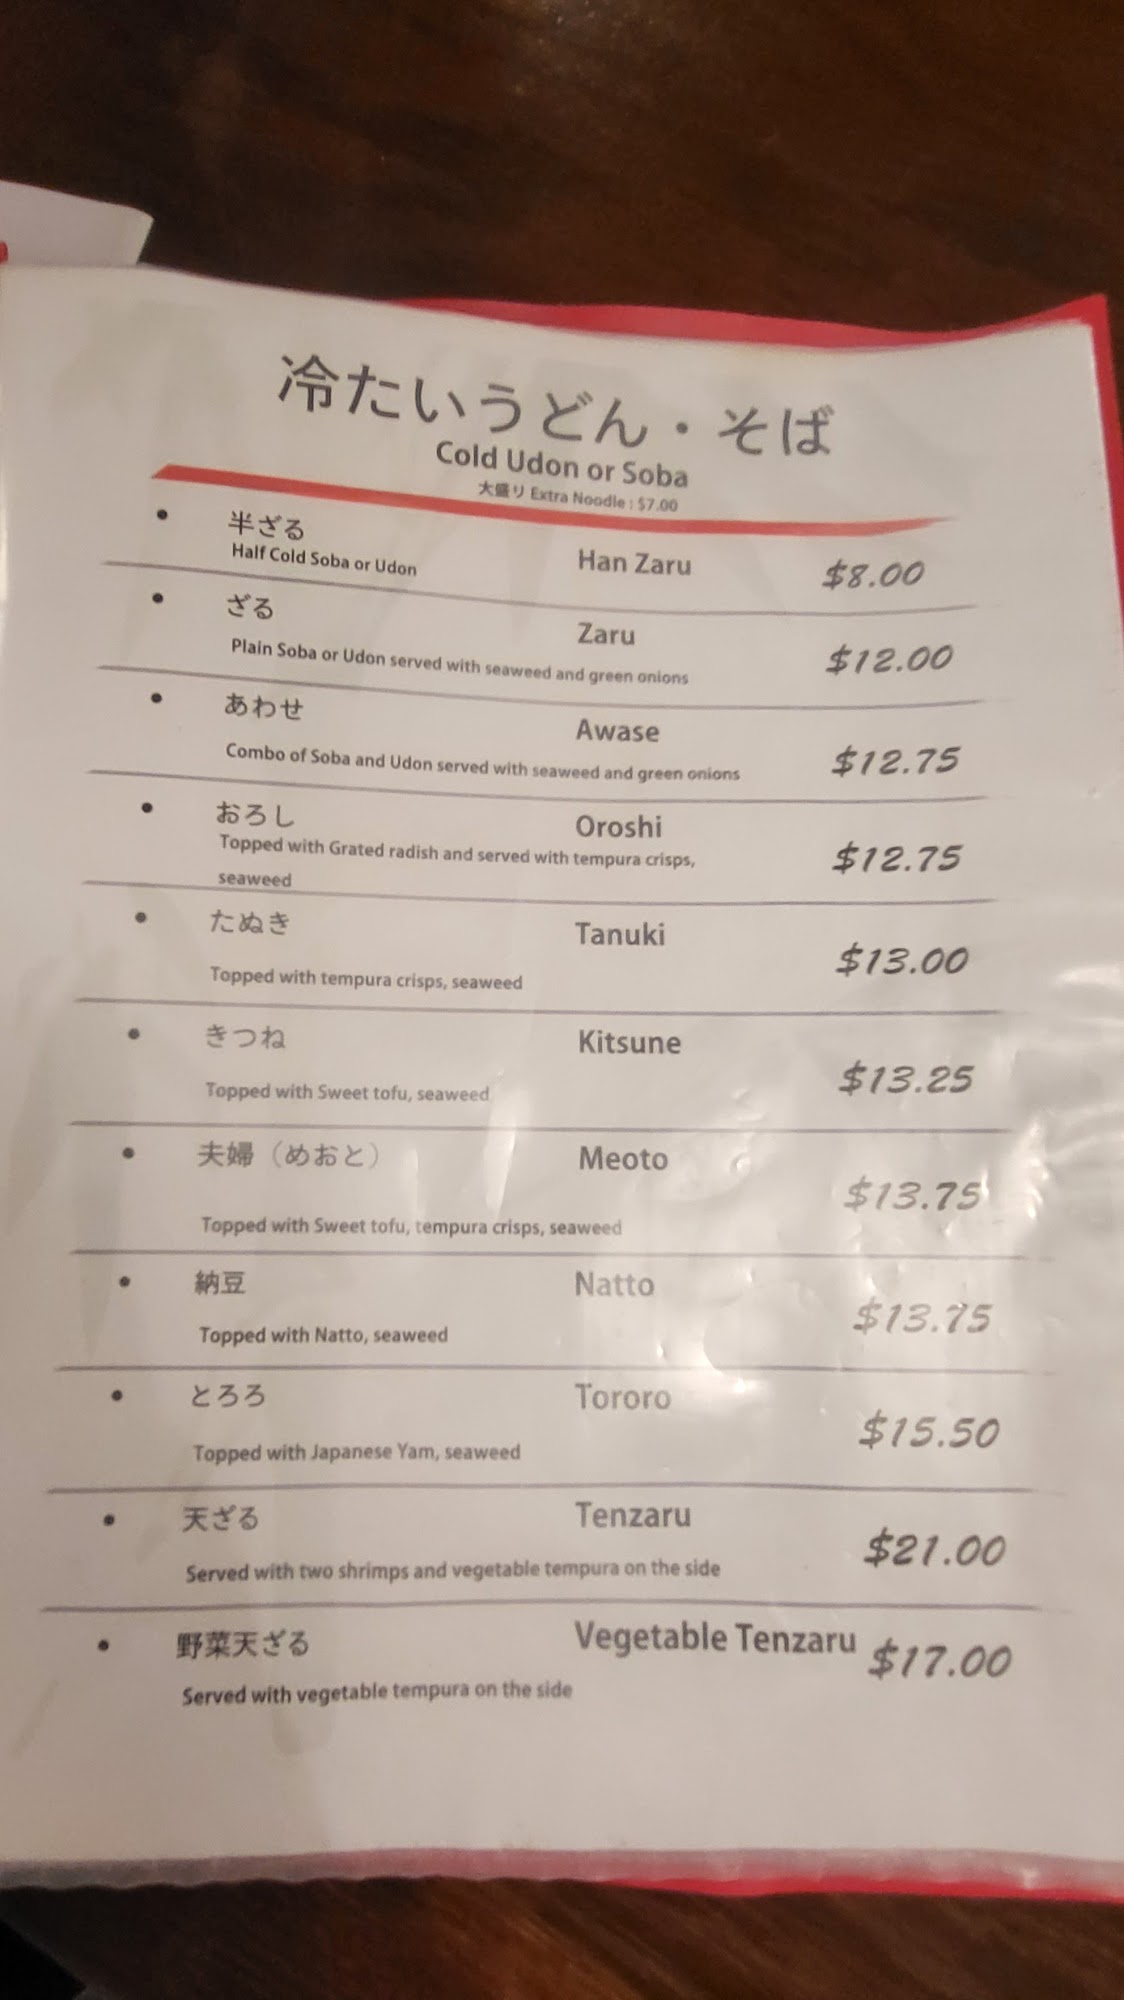 冷たいうどん・そば
Cold Udon or Soba
大盛り Extra Noodle : $7.00
• 半ざる Han Zaru $8.00
Half Cold Soba or Udon
• ざる Zaru $12.00
Plain Soba or Udon served with seaweed and green onions
• あわせ Awase $12.75
Combo of Soba and Udon served with seaweed and green onions
• おろし Oroshi $12.75
Topped with Grated radish and served with tempura crisps,
seaweed
• たぬき Tanuki $13.00
Topped with tempura crisps, seaweed
• きつね Kitsune $13.25
Topped with Sweet tofu, seaweed
• 夫婦（めおと） Meoto $13.75
Topped with Sweet tofu, tempura crisps, seaweed
• 納豆 Natto $13.75
Topped with Natto, seaweed
• とろろ Tororo $15.50
Topped with Japanese Yam, seaweed
• 天ざる Tenzaru $21.00
Served with two shrimps and vegetable tempura on the side
• 野菜天ざる Vegetable Tenzaru $17.00
Served with vegetable tempura on the side